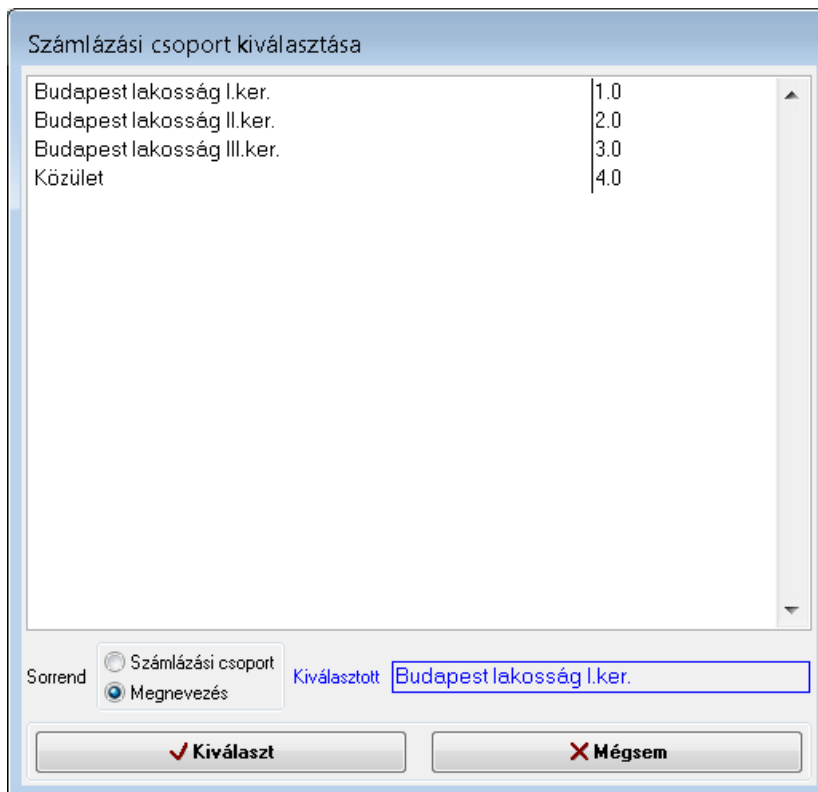 Számlázási csoport kiválasztása
Budapest lakosság I.ker. 1.0
Budapest lakosság II.ker. 2.0
Budapest lakosság III.ker. 3.0
Közület 4.0
Sorrend
Számlázási csoport
Megnevezés
Kiválasztott Budapest lakosság I.ker.
Kiválaszt Mégsem